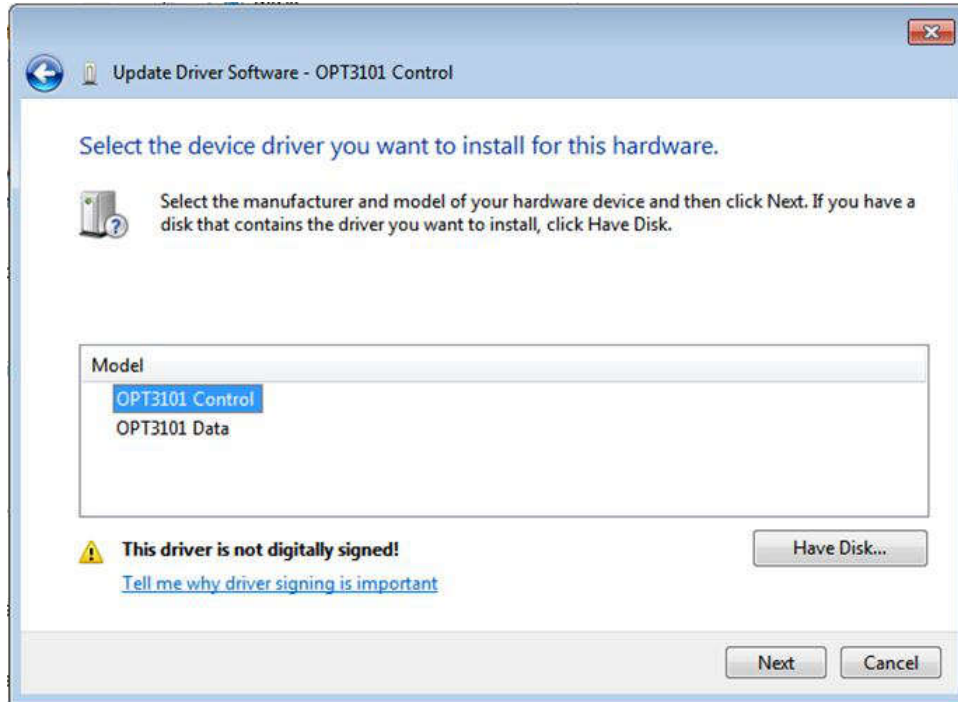 Update Driver Software - OPT3101 Control
Select the device driver you want to install for this hardware.
Select the manufacturer and model of your hardware device and then click Next. If you have a
disk that contains the driver you want to install, click Have Disk.
Model
OPT3101 Control
OPT3101 Data
This driver is not digitally signed!
Have Disk...
Tell me why driver signing is important
Next
Cancel